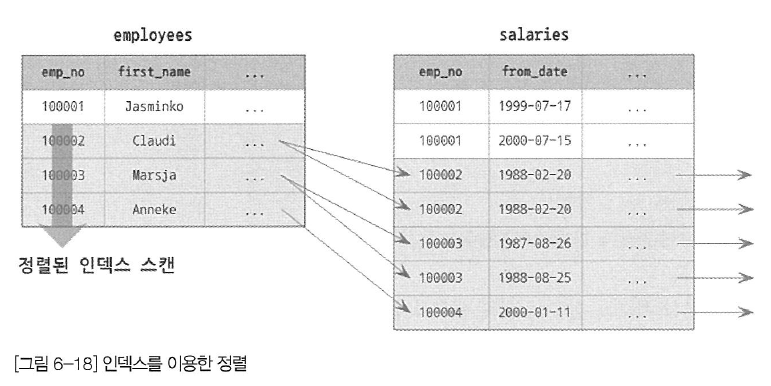 employees
emp_no first_name ...
100001 Jasminko ...
100002 Claudi ...
100003 Marsja ...
100004 Anneke ...
정렬된 인덱스 스캔
salaries
emp_no from_date ...
100001 1999-07-17 ...
100001 2000-07-15 ...
100002 1988-02-20 ...
100002 1988-02-20 ...
100003 1987-08-26 ...
100003 1988-08-25 ...
100004 2000-01-11 ...
[그림 6-18] 인덱스를 이용한 정렬